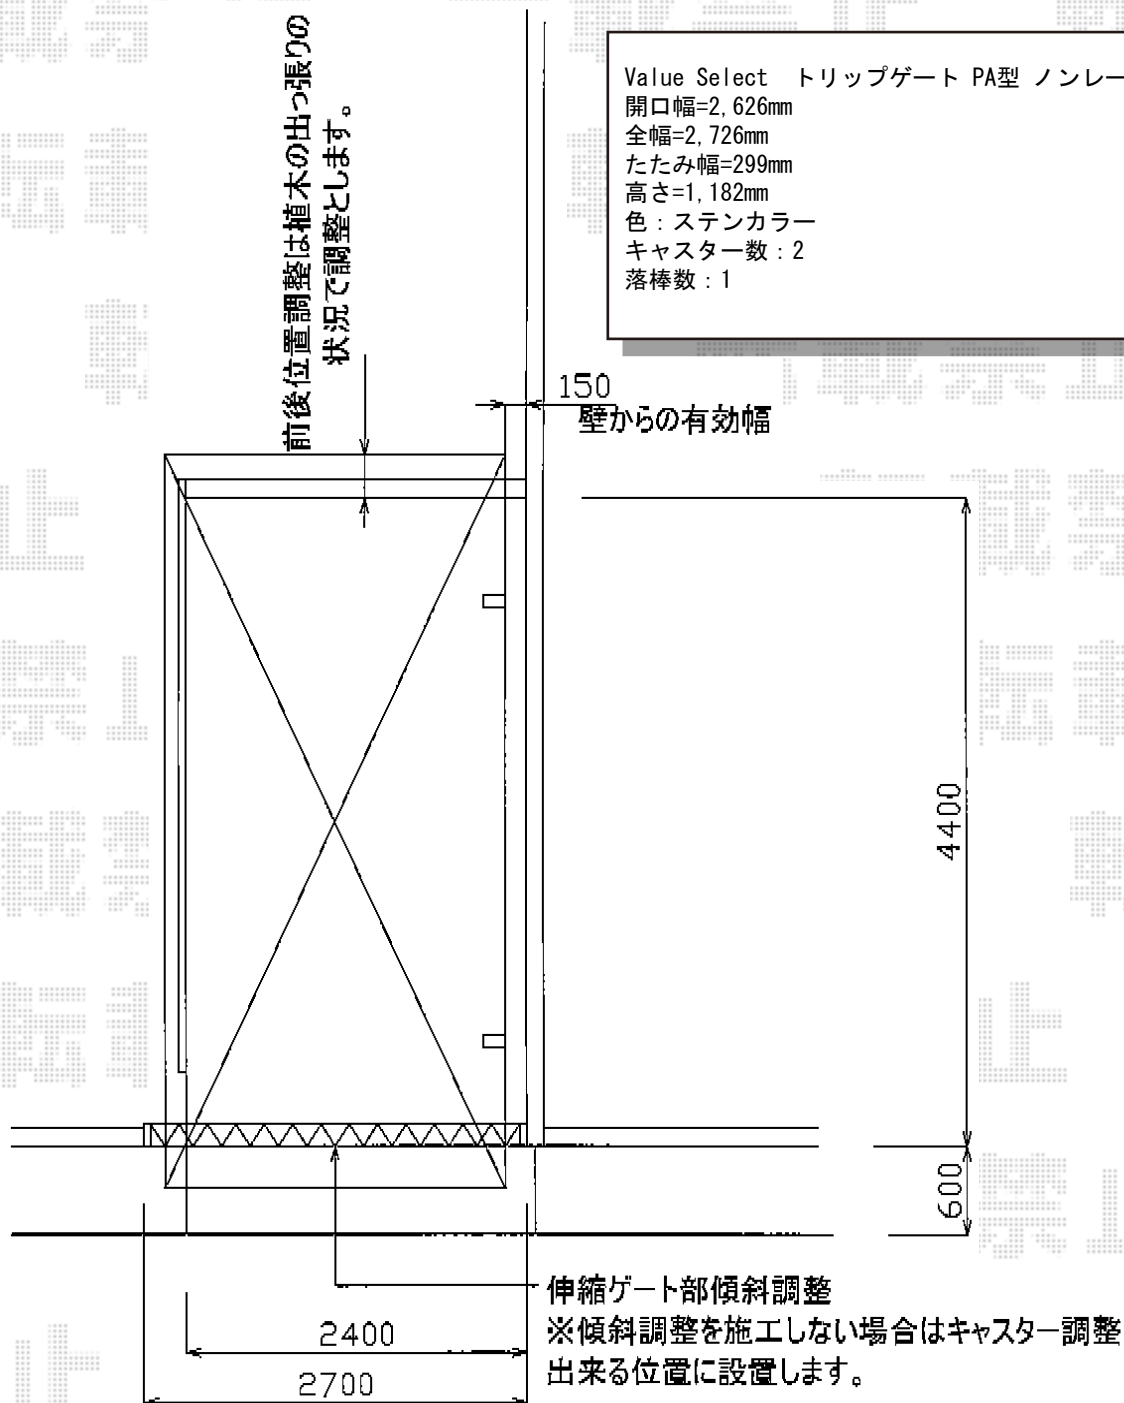 前後位置調整は植木の出っ張りの
状況で調整とします。
Value Select トリップゲート PA型 ノンレー
開口幅=2,626mm
全幅=2,726mm
たたみ幅=299mm
高さ=1,182mm
色：ステンカラー
キャスター数：2
落棒数：1
150
壁からの有効幅
4400
600
伸縮ゲート部傾斜調整
※傾斜調整を施工しない場合はキャスター調整
出来る位置に設置します。
2400
2700